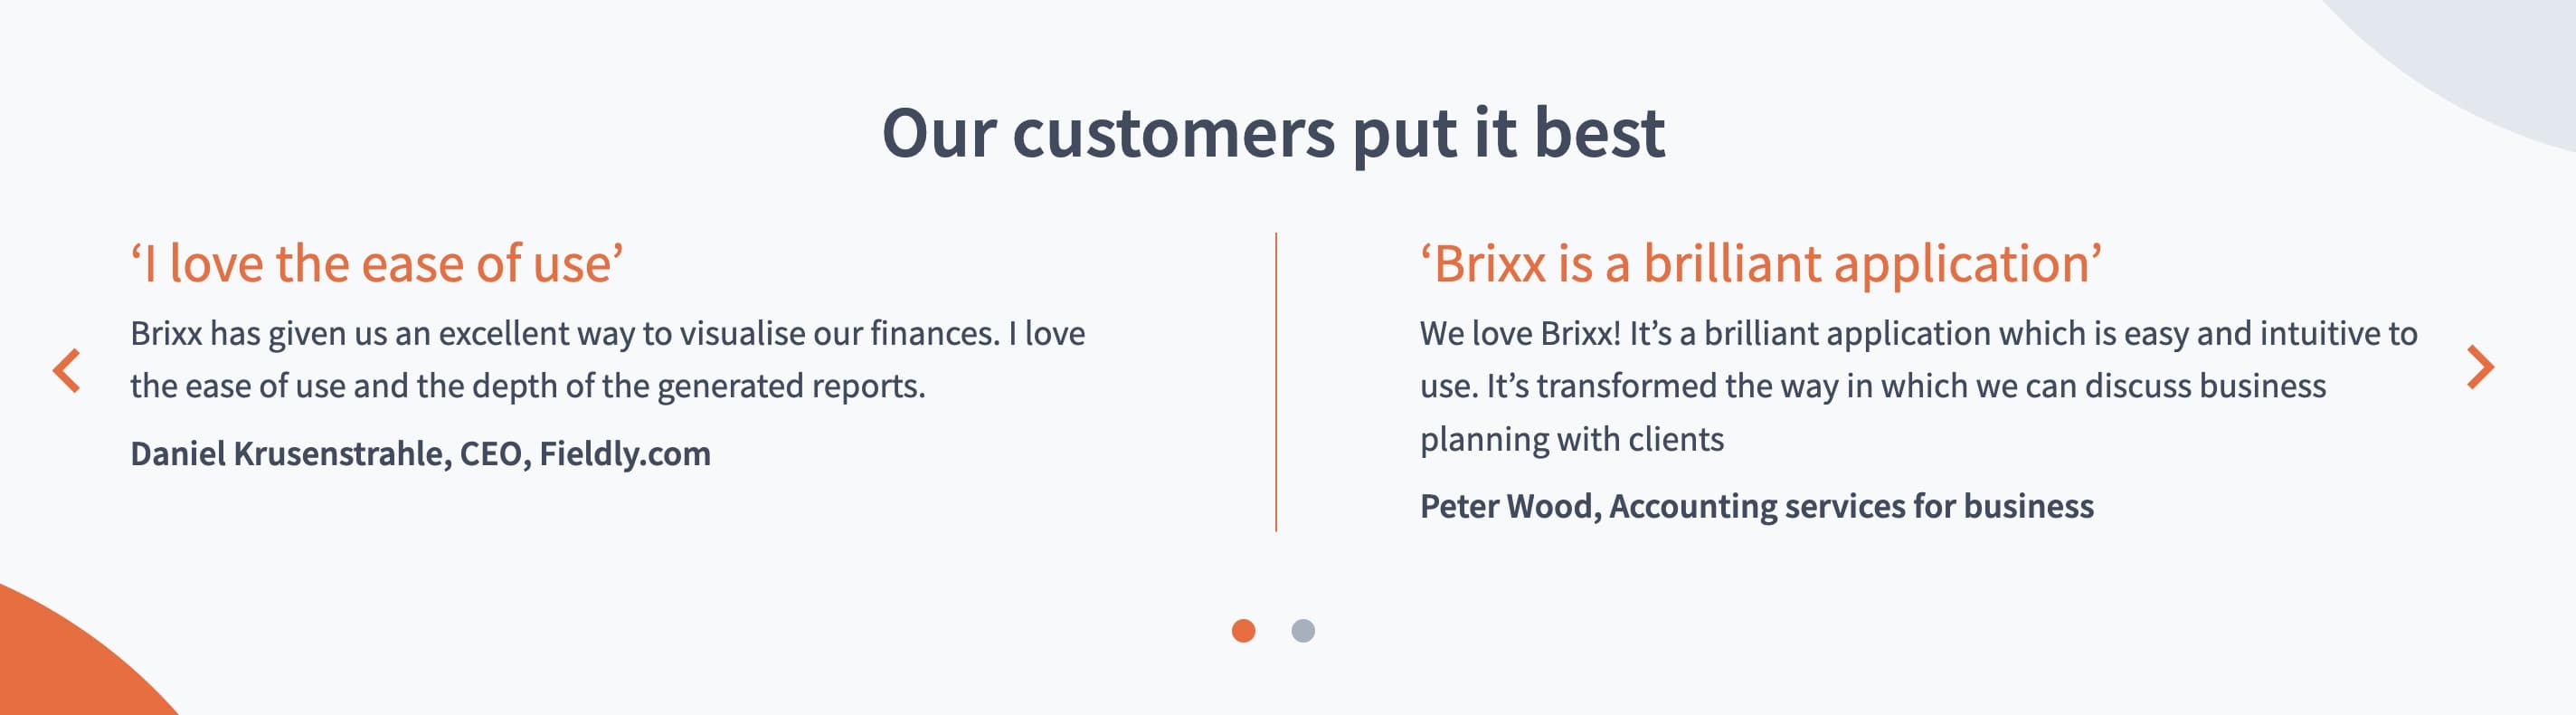 Our customers put it best
‘I love the ease of use’
Brixx has given us an excellent way to visualise our finances. I love
the ease of use and the depth of the generated reports.
Daniel Krusenstrahle, CEO, Fieldly.com
‘Brixx is a brilliant application’
We love Brixx! It’s a brilliant application which is easy and intuitive to
use. It’s transformed the way in which we can discuss business
planning with clients
Peter Wood, Accounting services for business